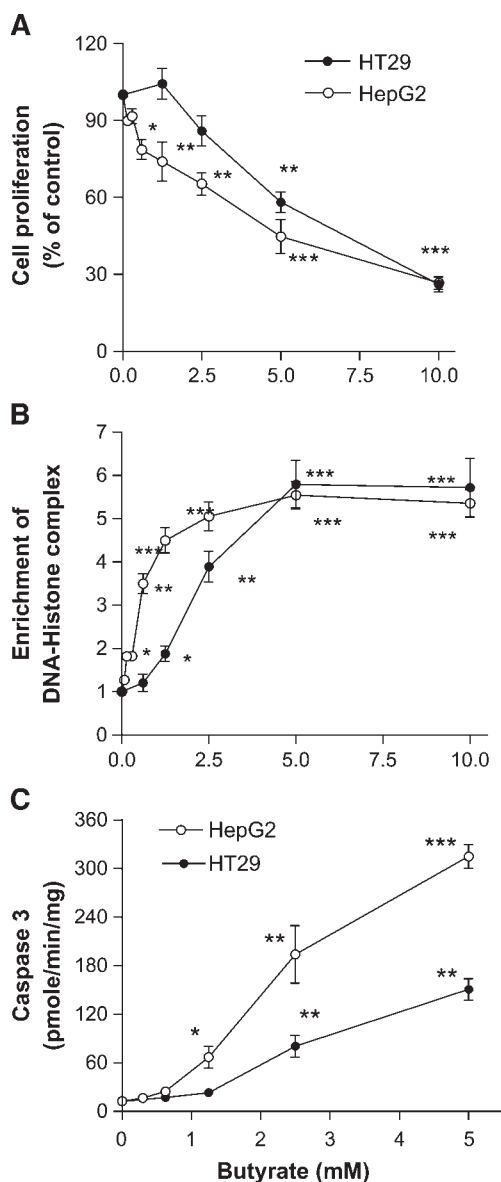 A
120
90
60
30
0
Cell proliferation
(% of control)
HT29
HepG2
*
**
**
**
***
***
0.0 2.5 5.0 7.5 10.0
B
7
6
5
4
3
2
1
0
Enrichment of
DNA-Histone complex
***
***
***
***
***
***
**
**
*
*
0.0 2.5 5.0 7.5 10.0
C
360
300
240
180
120
60
0
Caspase 3
(pmole/min/mg)
HepG2
HT29
***
**
**
**
*
0 1 2 3 4 5
Butyrate (mM)